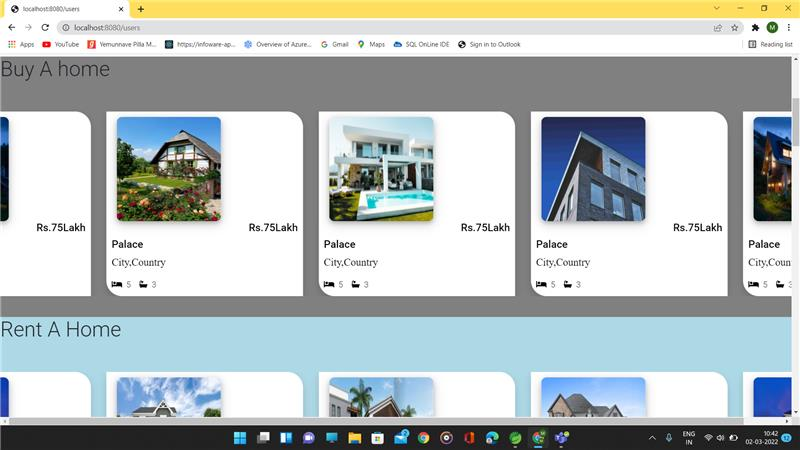 localhost:8080/users
localhost:8080/users
Apps YouTube Yemunnave Pilla M... https://infoware-ap... Overview of Azure... Gmail Maps SQL OnLine IDE Sign in to Outlook Reading list
Buy A home
Rs.75Lakh Rs.75Lakh Rs.75Lakh Rs.75Lakh
Palace Palace Palace Pala
City,Country City,Country City,Country City,Coun
5 3 5 3 5 3 5
Rent A Home
ENG
IN
10:42
02-03-2022
12